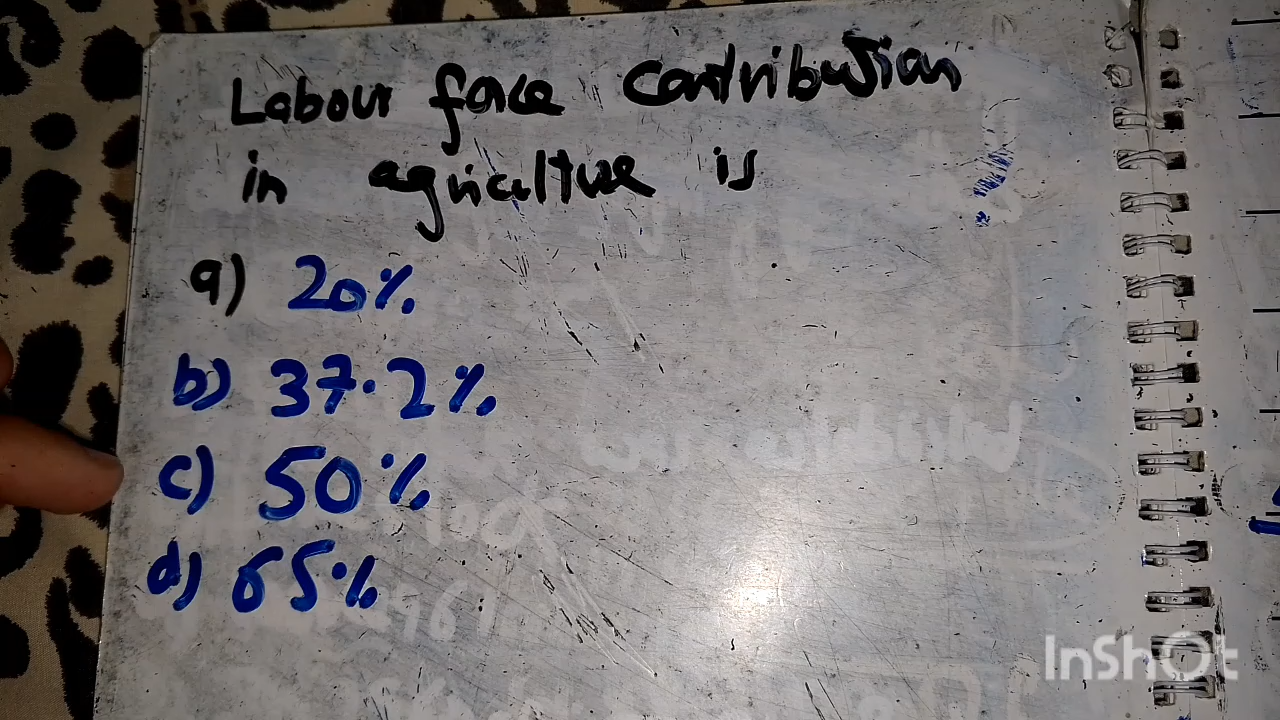 Labour force contribution
in agriculture is
a) 20%
b) 37.2%
c) 50%
d) 65%
InShOt